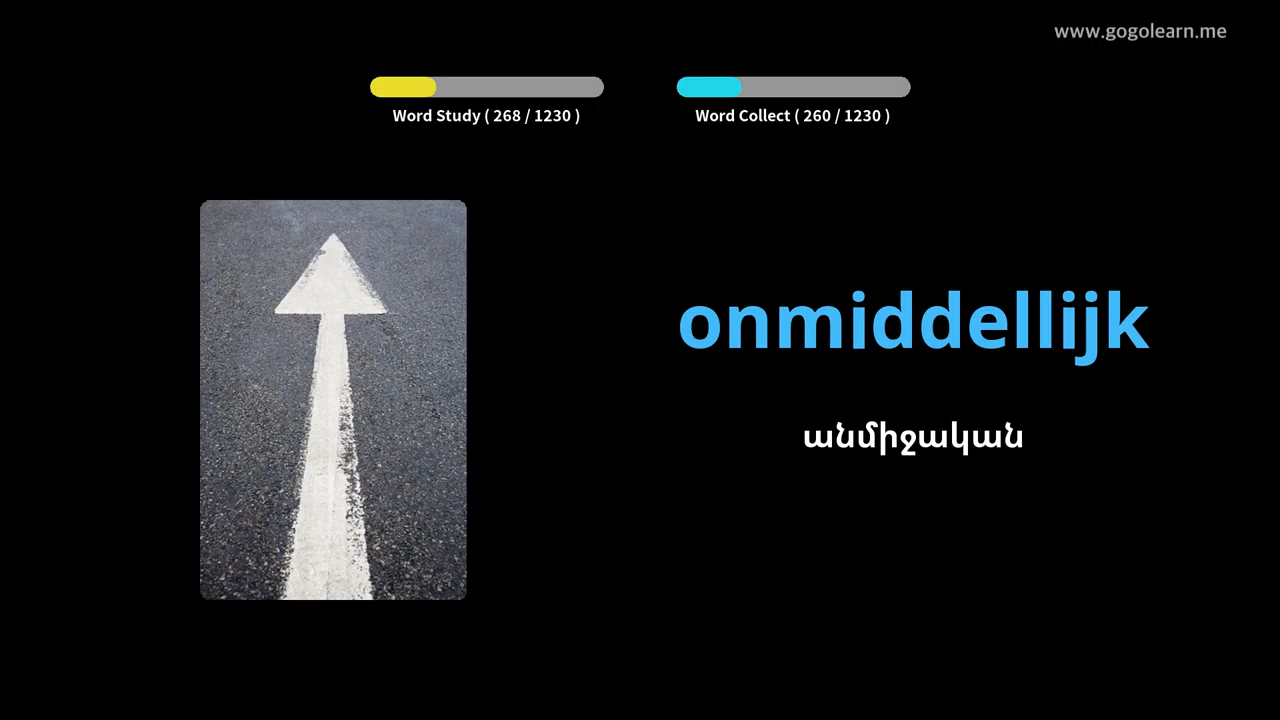 www.gogolearn.me
Word Study ( 268 / 1230 )
Word Collect ( 260 / 1230 )
onmiddellijk
անմիջական